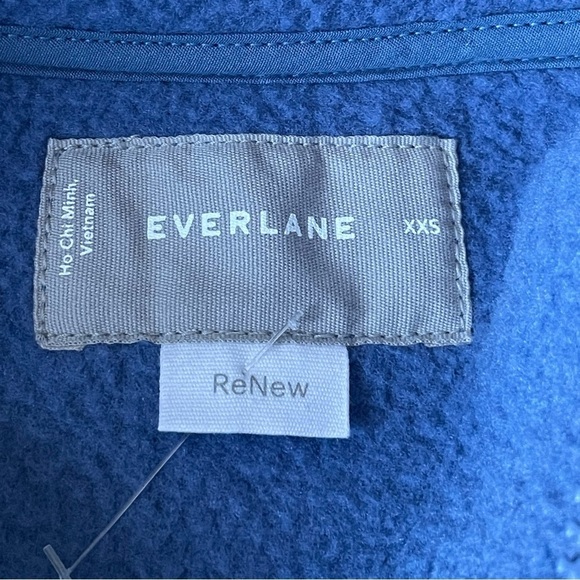 Ho Chi Minh,
Vietnam
EVERLANE
XXS
ReNew